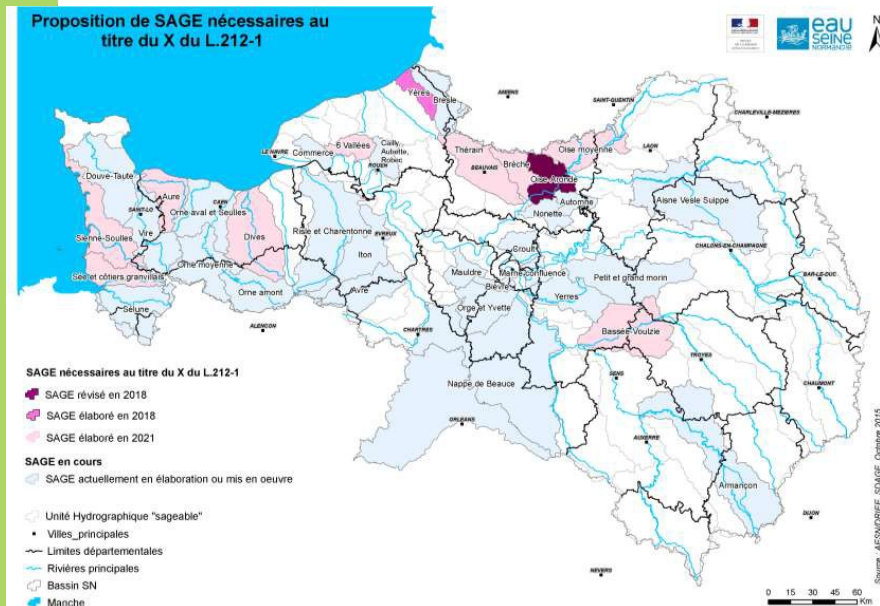 Proposition de SAGE nécessaires au
titre du X du L.212-1
eau
SEINE
NORMANDIE
N
AMIENS
SAINT-QUENTIN
CHARLEVILLE-MEZIERES
Yères
Bresle
LE HAVRE
Commerce
6 Vallées
Cailly,
Aubette,
Robec
ROUEN
Thérain
BEAUVAIS
Brèche
Oise moyenne
LAON
Oise-Aronde
Automne
Nonette
Aisne Vesle Suippe
Douve-Taute
Aure
CAEN
SAINT-LO
Orne aval et Seulles
Vire
Dives
Sienne-Soulles
Risle et Charentonne
EVREUX
Iton
CHALONS-EN-CHAMPAGNE
Croult
Orne moyenne
Sée et côtiers granvillais
Mauldre
Marne confluence
Petit et grand morin
BAR-LE-DUC
Bièvre
Orne amont
Avre
Yerres
Sélune
Orge et Yvette
ALENCON
CHARTRES
Bassée-Voulzie
TROYES
SENS
CHAUMONT
Nappe de Beauce
ORLEANS
AUXERRE
Armançon
DIJON
NEVERS
SAGE nécessaires au titre du X du L.212-1
SAGE révisé en 2018
SAGE élaboré en 2018
SAGE élaboré en 2021
SAGE en cours
SAGE actuellement en élaboration ou mis en oeuvre
Unité Hydrographique "sageable"
Villes_principales
Limites départementales
Rivières principales
Bassin SN
Manche
0 15 30 45 60
Km
Source : AESN/DRIEE, SDAGE, Octobre 2015